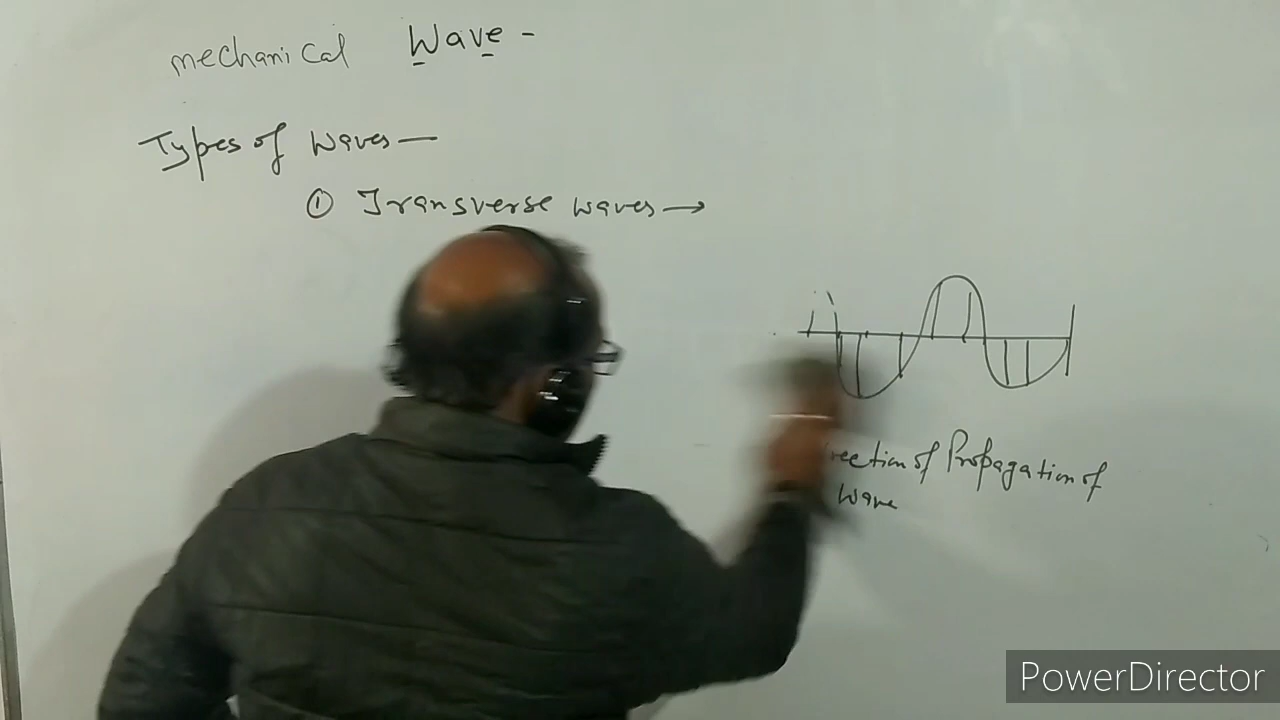 mechanical Wave -
Types of waves —
① Transverse waves →
rection of Propagation of
wave
PowerDirector